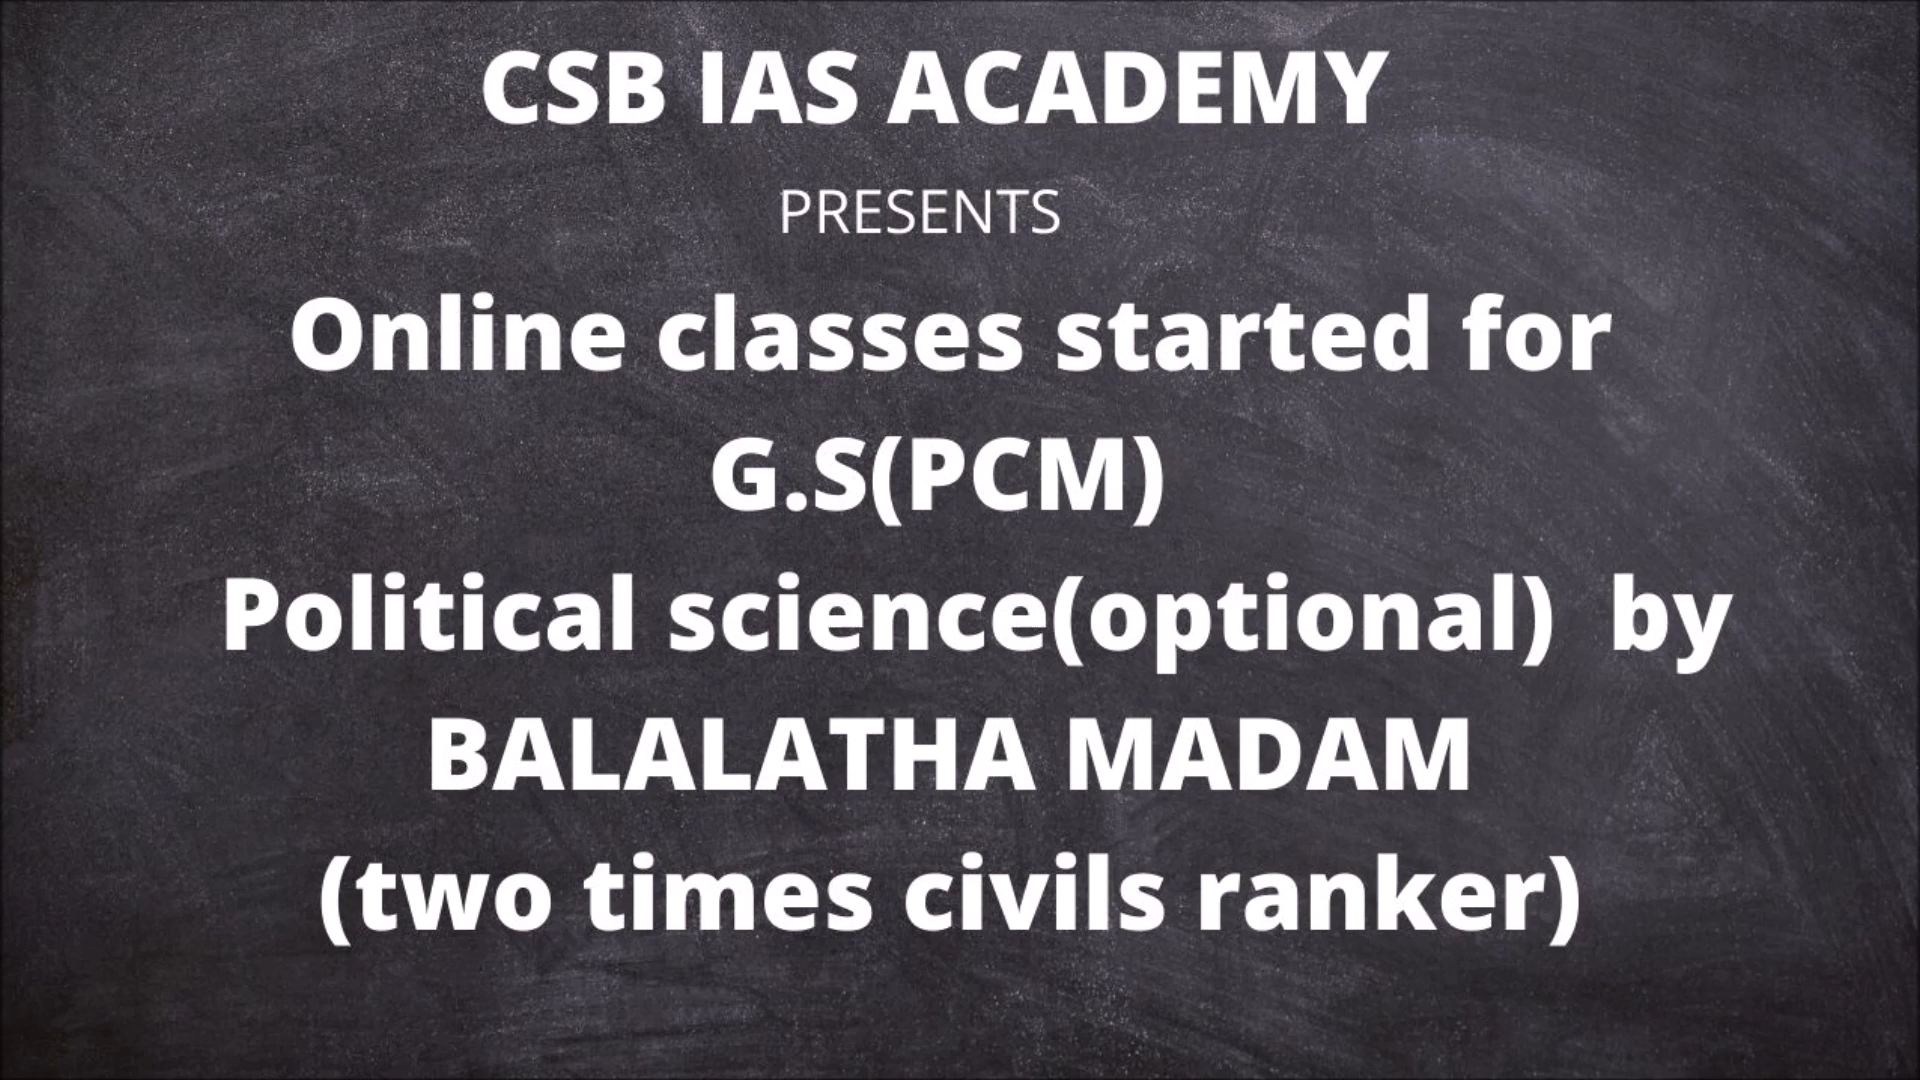 CSB IAS ACADEMY
PRESENTS
Online classes started for
G.S(PCM)
Political science(optional) by
BALALATHA MADAM
(two times civils ranker)